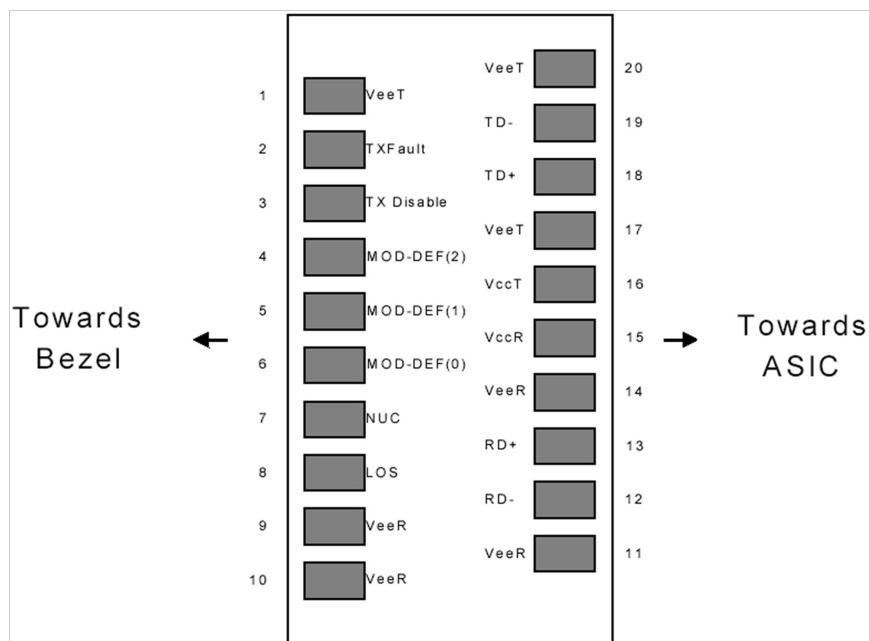 VeeT 20
1 VeeT
TD- 19
2 TXFault
TD+ 18
3 TX Disable
VeeT 17
4 MOD-DEF(2)
VccT 16
5 MOD-DEF(1)
Towards
Bezel
VccR 15
Towards
ASIC
6 MOD-DEF(0)
VeeR 14
7 NUC
RD+ 13
8 LOS
RD- 12
9 VeeR
VeeR 11
10 VeeR